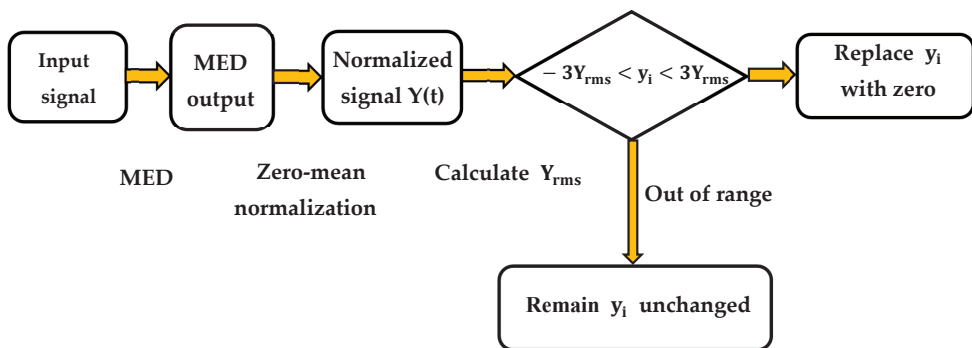 Input
signal
MED
output
Normalized
signal Y(t)
− 3Yrms < yi < 3Yrms
Replace yi
with zero
MED
Zero-mean
normalization
Calculate Yrms
Out of range
Remain yi unchanged